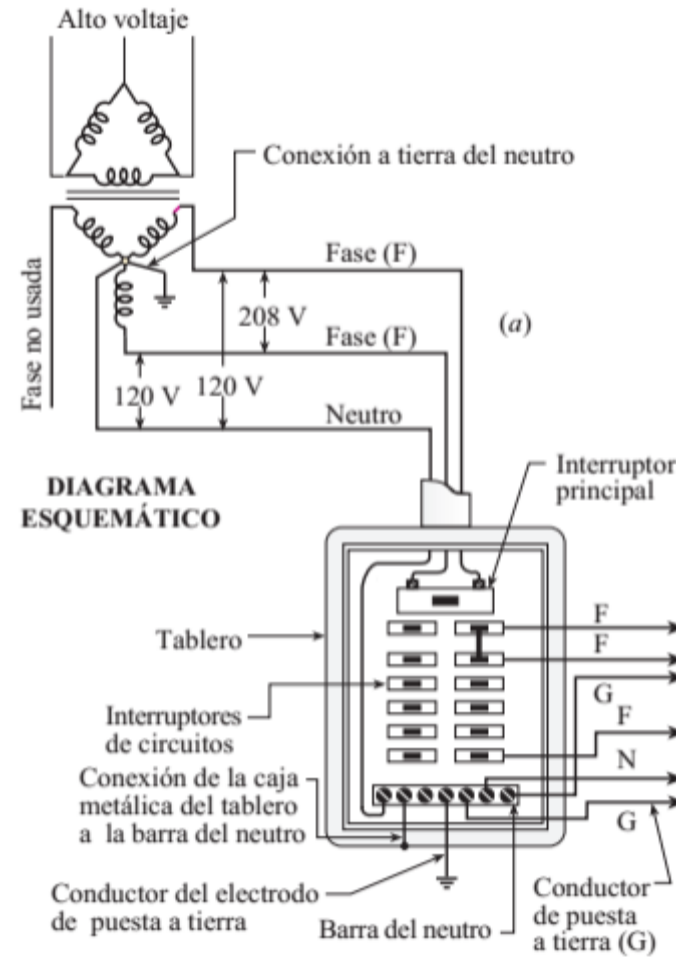 Alto voltaje
Conexión a tierra del neutro
Fase no usada
Fase (F)
208 V
(a)
Fase (F)
120 V
120 V
Neutro
DIAGRAMA
ESQUEMÁTICO
Interruptor
principal
Tablero
F
F
G
F
N
G
Interruptores
de circuitos
Conexión de la caja
metálica del tablero
a la barra del neutro
Conductor del electrodo
de puesta a tierra
Barra del neutro
Conductor
de puesta
a tierra (G)